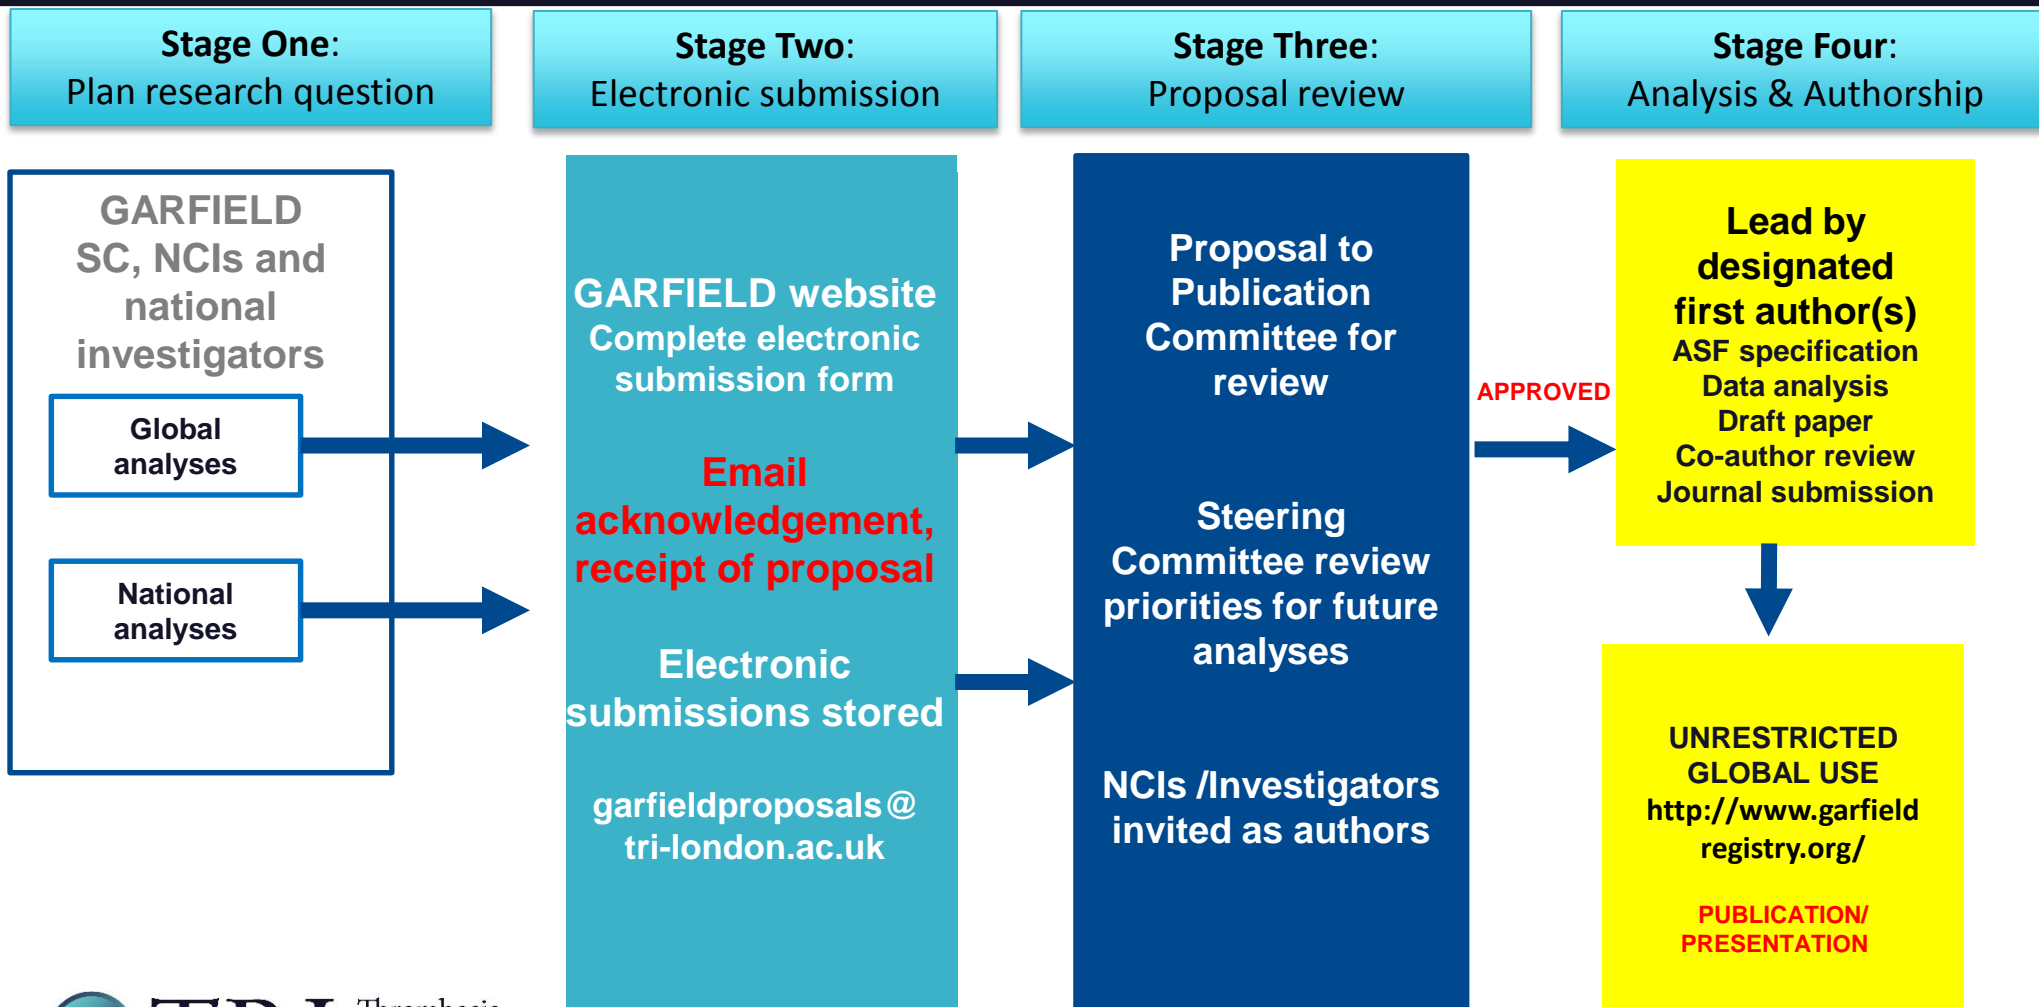 Stage One:
Plan research question
Stage Two:
Electronic submission
Stage Three:
Proposal review
Stage Four:
Analysis & Authorship
GARFIELD
SC, NCIs and
national
investigators
Global
analyses
National
analyses
GARFIELD website
Complete electronic
submission form
Email
acknowledgement,
receipt of proposal
Electronic
submissions stored
garfieldproposals@
tri-london.ac.uk
Proposal to
Publication
Committee for
review
Steering
Committee review
priorities for future
analyses
NCIs /Investigators
invited as authors
APPROVED
Lead by
designated
first author(s)
ASF specification
Data analysis
Draft paper
Co-author review
Journal submission
UNRESTRICTED
GLOBAL USE
http://www.garfield
registry.org/
PUBLICATION/
PRESENTATION
TRI Thrombosis